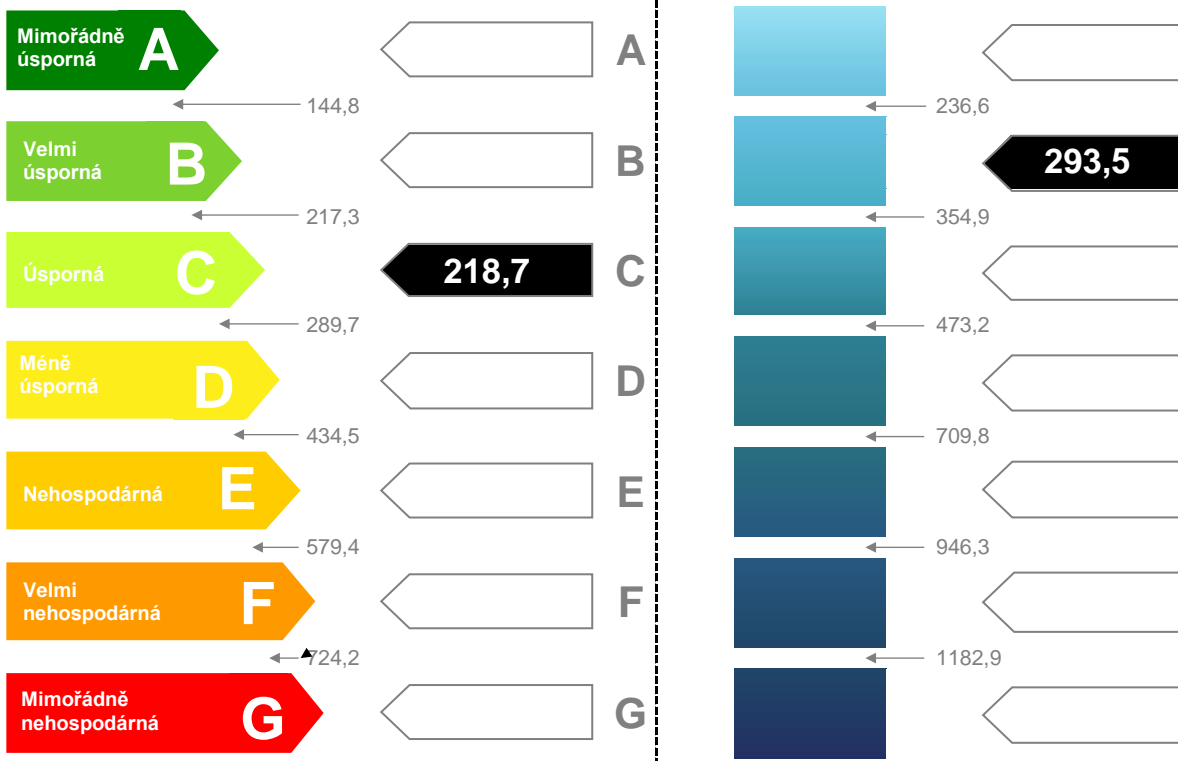 Mimořádně
úsporná
A
A
144,8
236,6
Velmi
úsporná
B
B
293,5
217,3
354,9
Úsporná
C
218,7
C
289,7
473,2
Méně
úsporná
D
D
434,5
709,8
Nehospodárná
E
E
579,4
946,3
Velmi
nehospodárná
F
F
724,2
1182,9
Mimořádně
nehospodárná
G
G